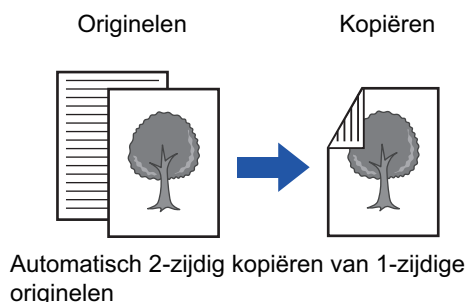 Originelen
Kopiëren
Automatisch 2-zijdig kopiëren van 1-zijdige
originelen